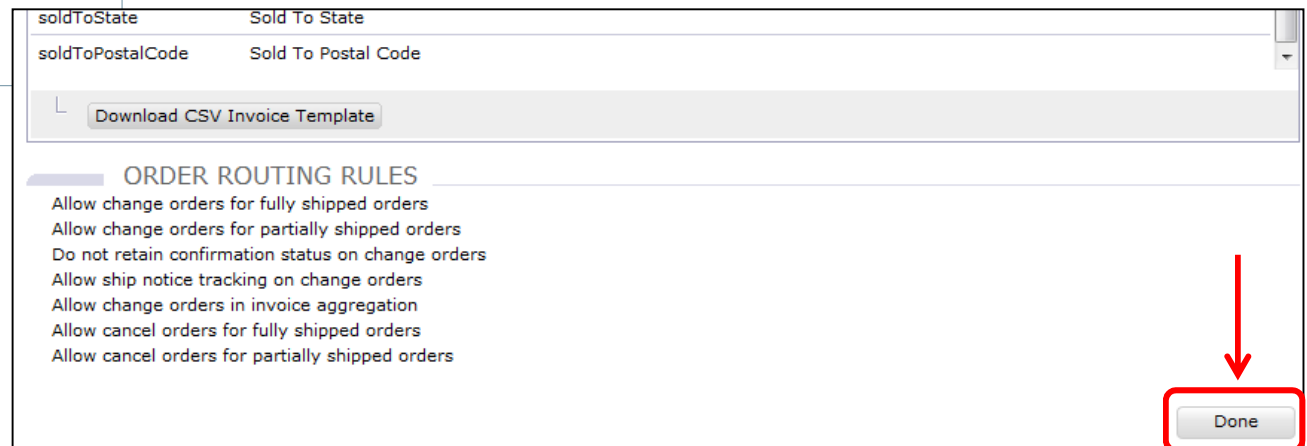 soldToState Sold To State
soldToPostalCode Sold To Postal Code
Download CSV Invoice Template
ORDER ROUTING RULES
Allow change orders for fully shipped orders
Allow change orders for partially shipped orders
Do not retain confirmation status on change orders
Allow ship notice tracking on change orders
Allow change orders in invoice aggregation
Allow cancel orders for fully shipped orders
Allow cancel orders for partially shipped orders
Done